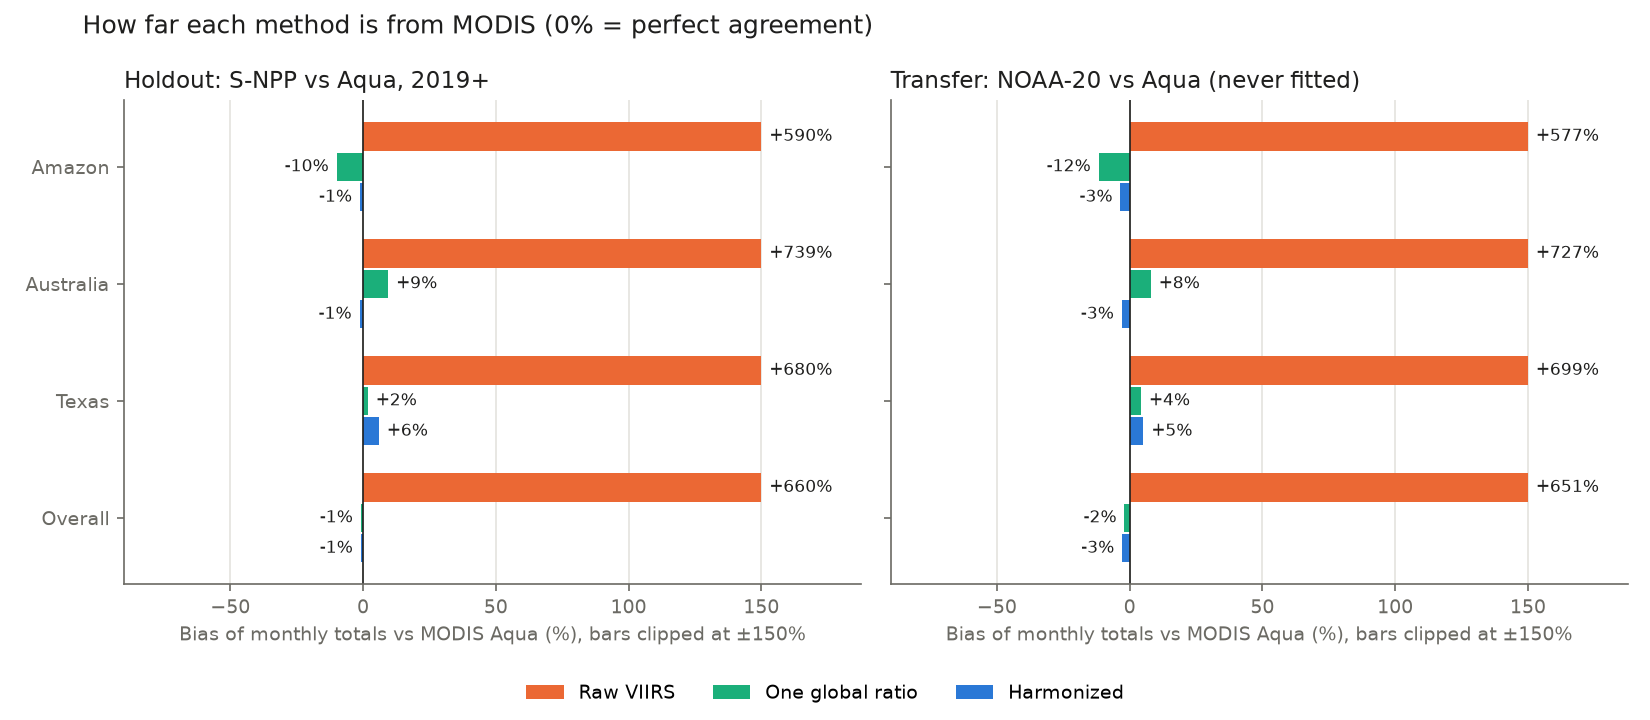 How far each method is from MODIS (0% = perfect agreement)
Holdout: S-NPP vs Aqua, 2019+
Amazon
+590%
-10%
-1%
Australia
+739%
+9%
-1%
Texas
+680%
+2%
+6%
Overall
+660%
-1%
-1%
−50 0 50 100 150
Bias of monthly totals vs MODIS Aqua (%), bars clipped at ±150%
Transfer: NOAA-20 vs Aqua (never fitted)
+577%
-12%
-3%
+727%
+8%
-3%
+699%
+4%
+5%
+651%
-2%
-3%
−50 0 50 100 150
Bias of monthly totals vs MODIS Aqua (%), bars clipped at ±150%
Raw VIIRS One global ratio Harmonized